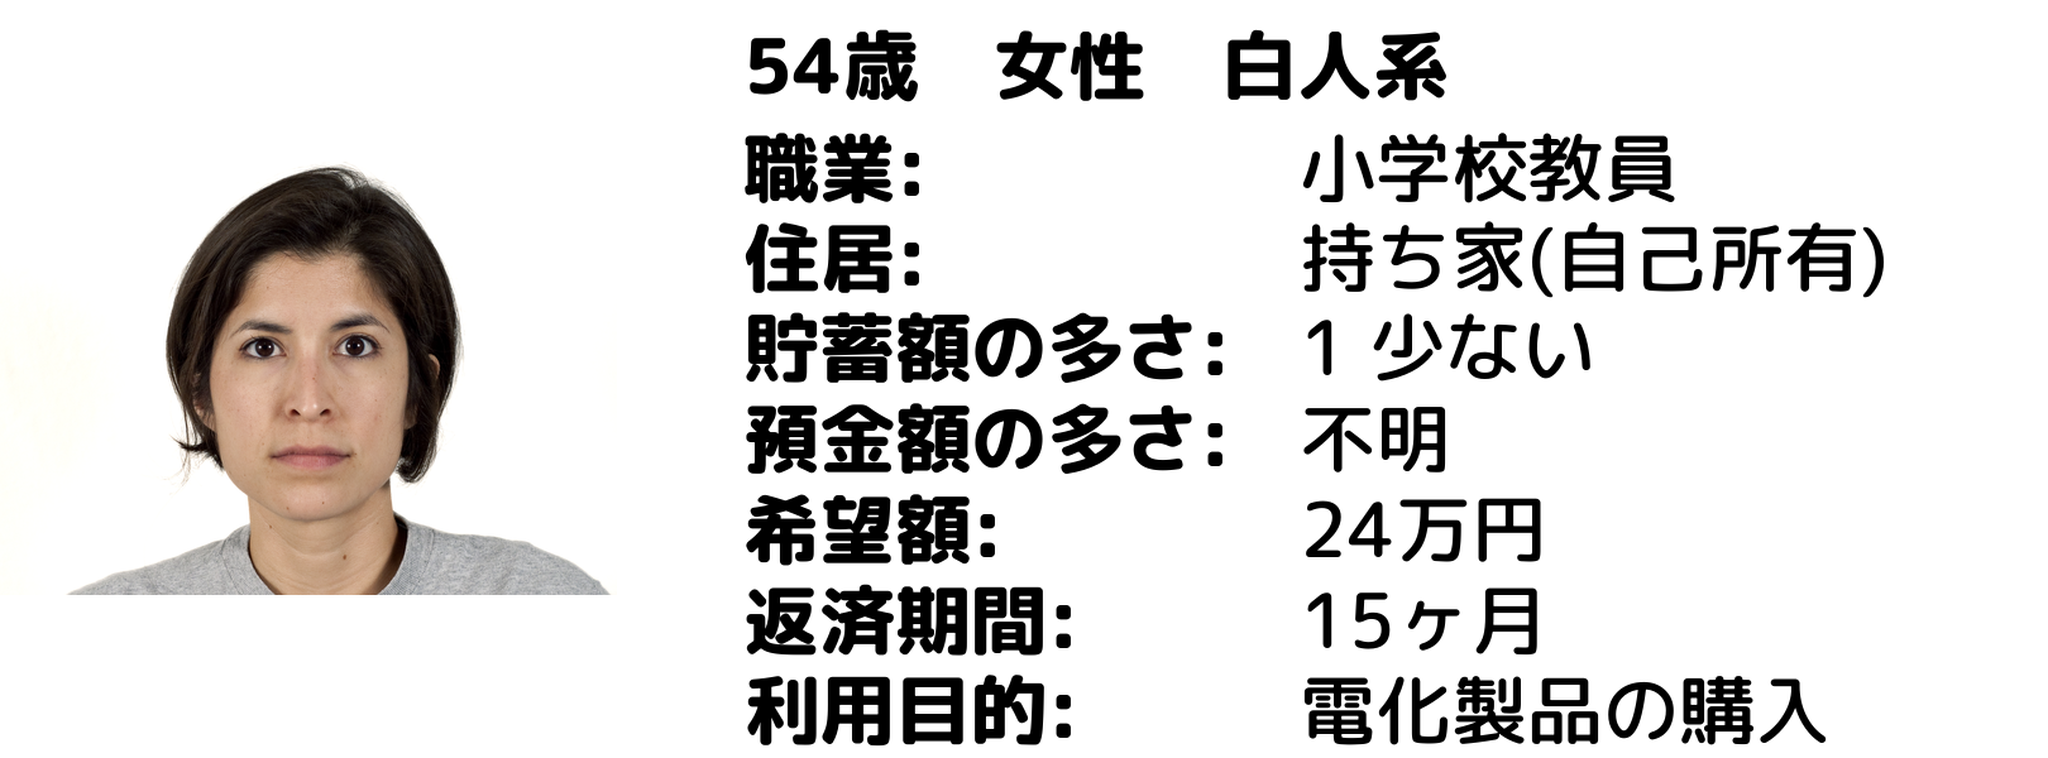 54歳　女性　白人系
職業: 小学校教員
住居: 持ち家(自己所有)
貯蓄額の多さ: 1 少ない
預金額の多さ: 不明
希望額: 24万円
返済期間: 15ヶ月
利用目的: 電化製品の購入